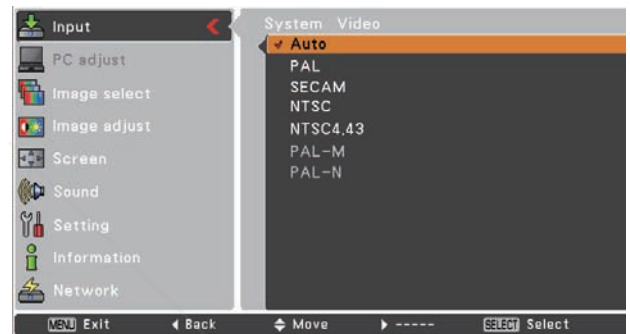 Input
PC adjust
Image select
Image adjust
Screen
Sound
Setting
Information
Network
System Video
Auto
PAL
SECAM
NTSC
NTSC4.43
PAL-M
PAL-N
MENU Exit Back Move ----- SELECT Select